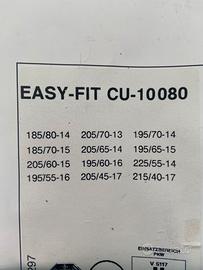 EASY-FIT CU-10080
185/80-14 205/70-13 195/70-14
185/70-15 205/65-14 195/65-15
205/60-15 195/60-16 225/55-14
195/55-16 205/45-17 215/40-17
EINSATZBEREICH
PKW
V 5117